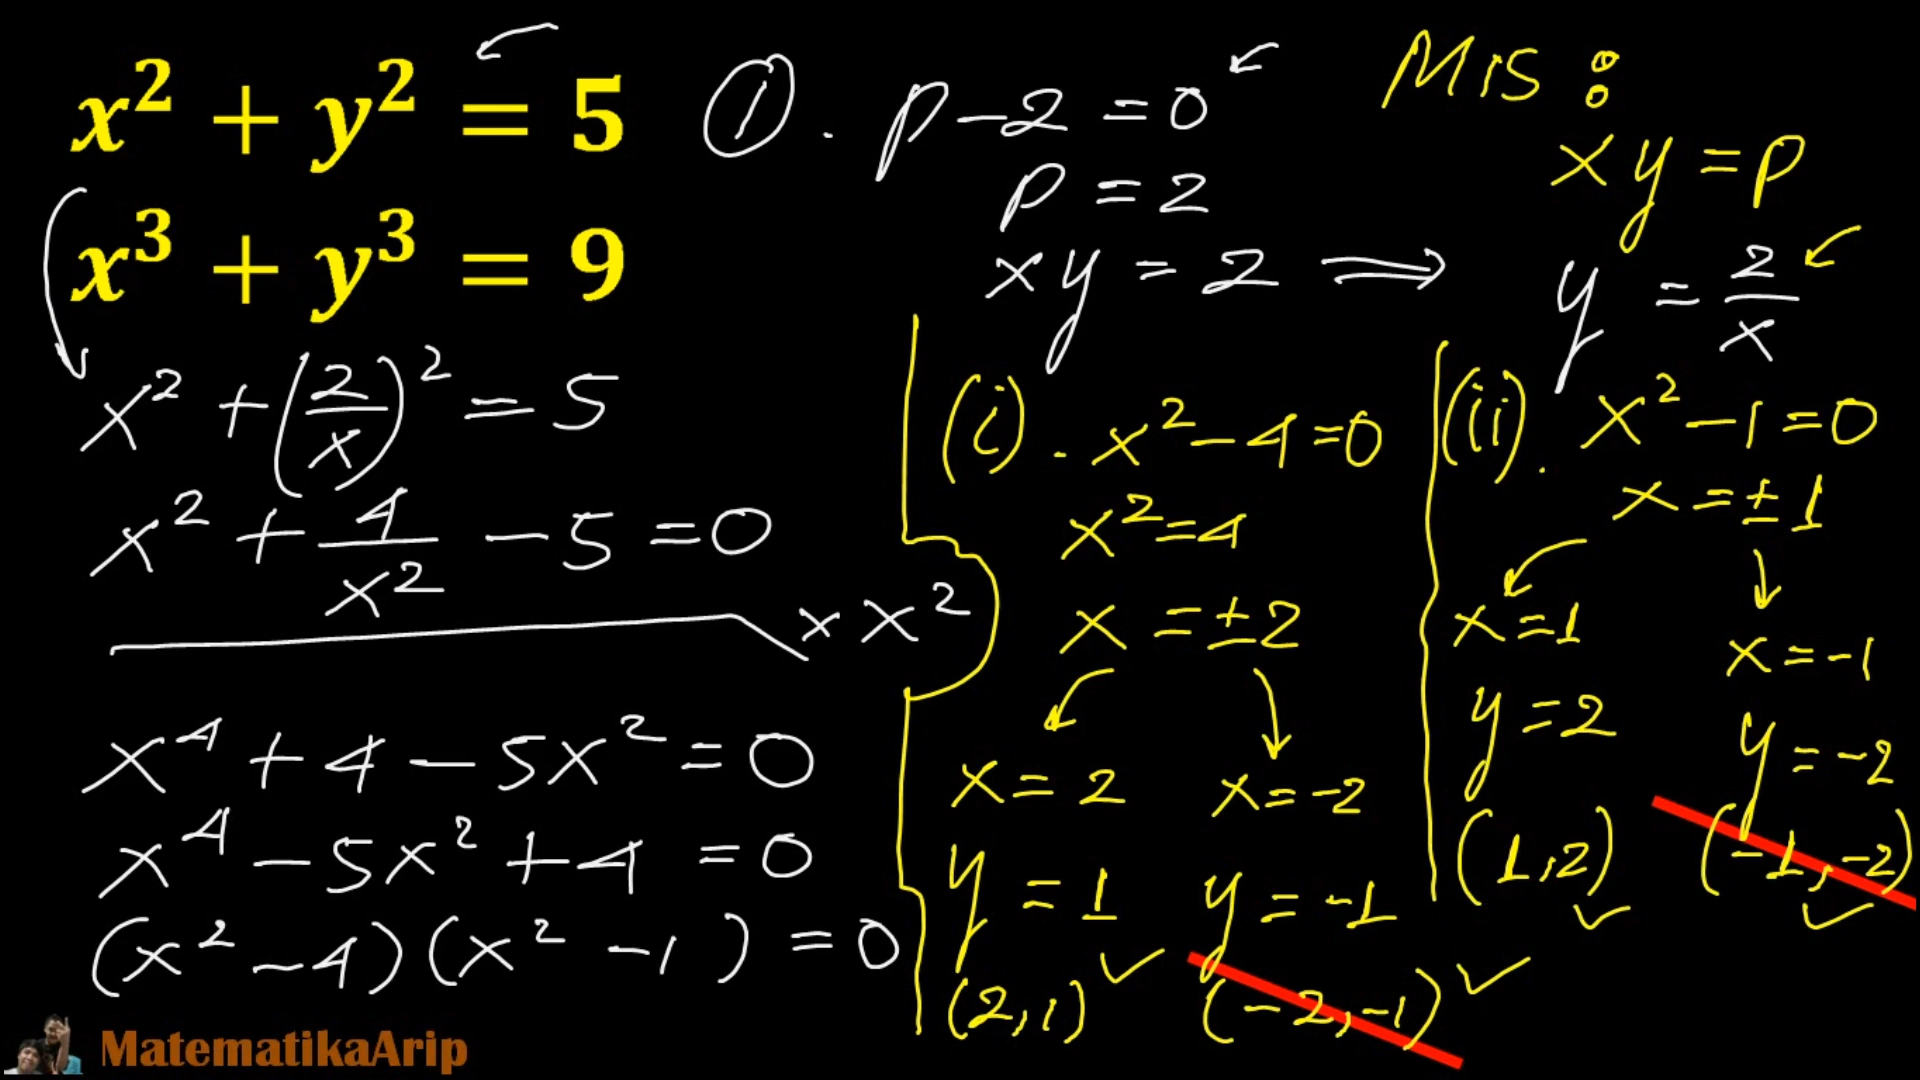 x² + y² = 5
x³ + y³ = 9
x² + (2/x)² = 5
x² + 4/x² - 5 = 0
× x²
x⁴ + 4 - 5x² = 0
x⁴ - 5x² + 4 = 0
(x² - 4)(x² - 1) = 0
①. p - 2 = 0
p = 2
xy = 2 ⟹ y = 2/x
Mis :
xy = p
(i). x² - 4 = 0
x² = 4
x = ±2
x = 2
y = 1 ✓
(2,1)
x = -2
y = -1
(-2,-1) ✓
(ii). x² - 1 = 0
x = ±1
x = 1
y = 2
(1,2) ✓
x = -1
y = -2
(-1,-2) ✓
MatematikaArip